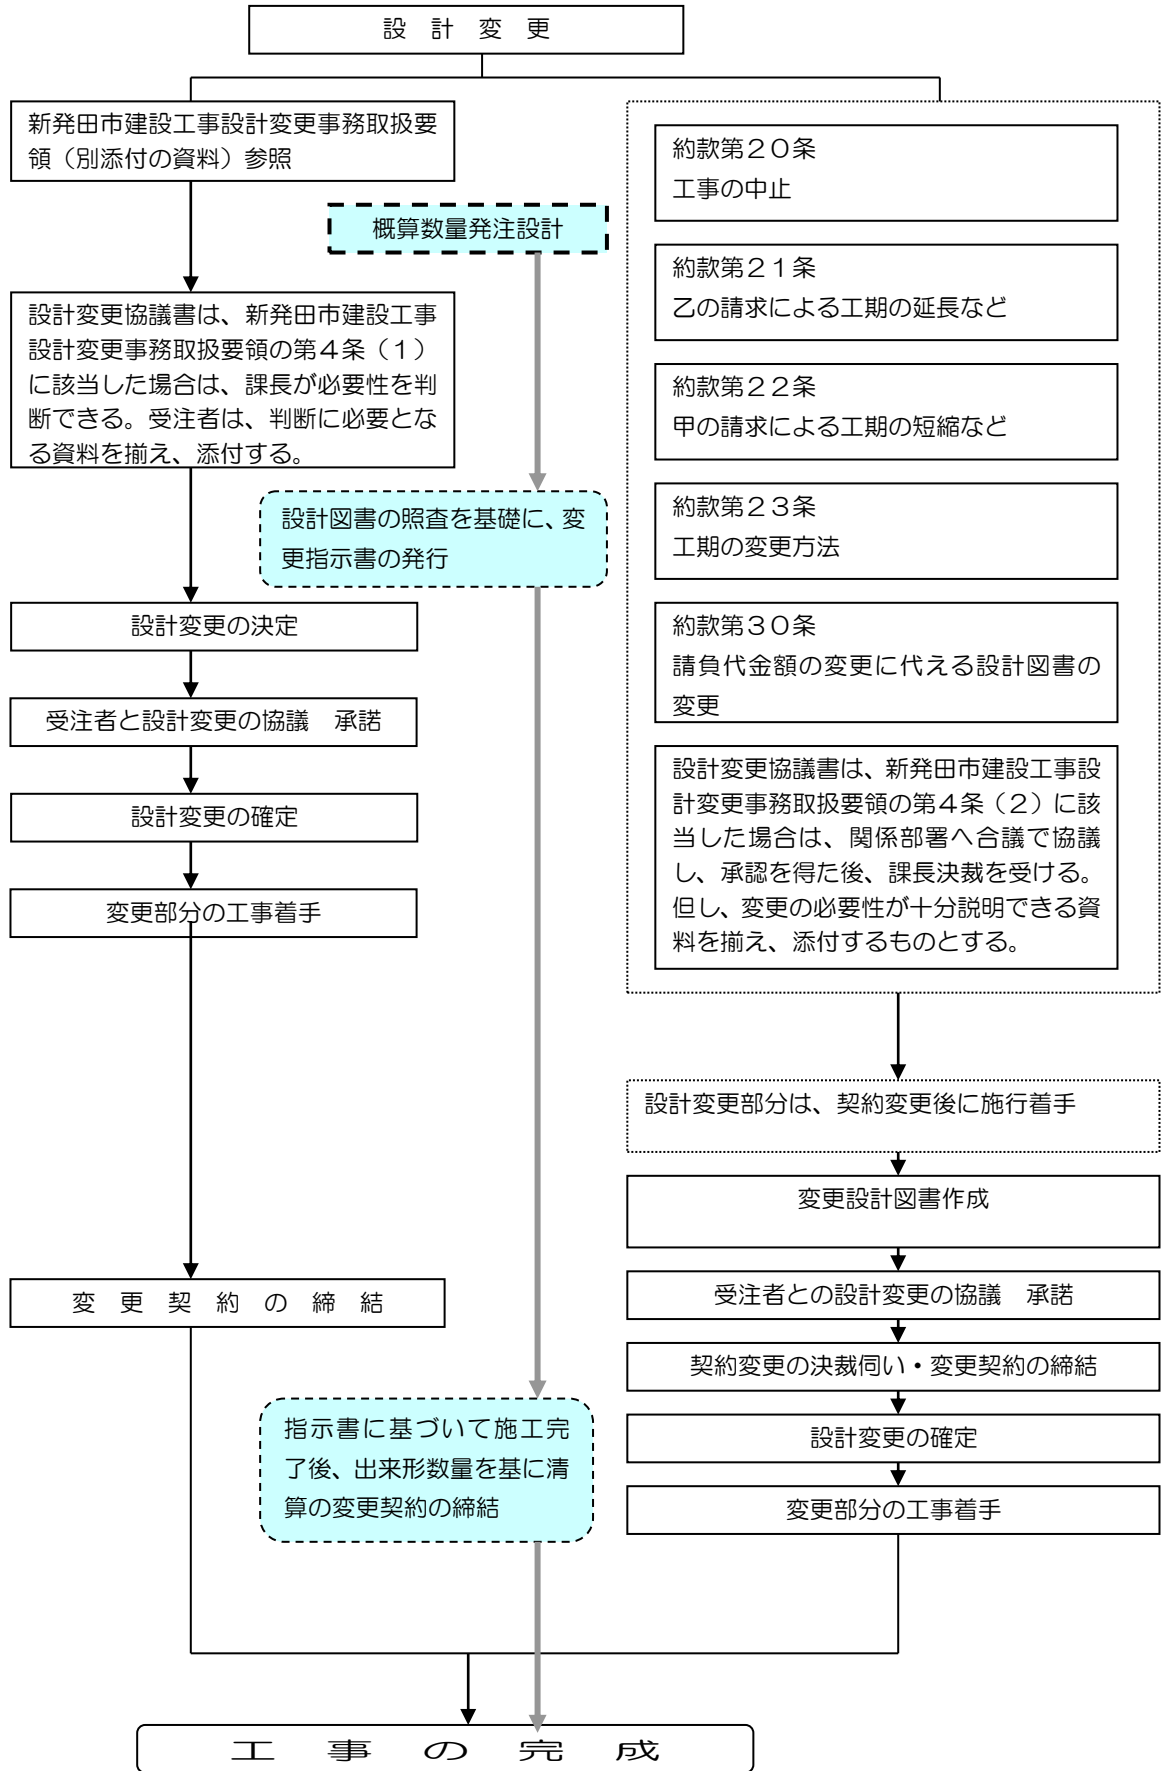 設　計　変　更
新発田市建設工事設計変更事務取扱要
領（別添付の資料）参照
概算数量発注設計
設計変更協議書は、新発田市建設工事
設計変更事務取扱要領の第４条（１）
に該当した場合は、課長が必要性を判
断できる。受注者は、判断に必要とな
る資料を揃え、添付する。
設計図書の照査を基礎に、変
更指示書の発行
設計変更の決定
受注者と設計変更の協議　承諾
設計変更の確定
変更部分の工事着手
変　更　契　約　の　締　結
指示書に基づいて施工完
了後、出来形数量を基に清
算の変更契約の締結
約款第２０条
工事の中止
約款第２１条
乙の請求による工期の延長など
約款第２２条
甲の請求による工期の短縮など
約款第２３条
工期の変更方法
約款第３０条
請負代金額の変更に代える設計図書の
変更
設計変更協議書は、新発田市建設工事設
計変更事務取扱要領の第４条（２）に該
当した場合は、関係部署へ合議で協議
し、承認を得た後、課長決裁を受ける。
但し、変更の必要性が十分説明できる資
料を揃え、添付するものとする。
設計変更部分は、契約変更後に施行着手
変更設計図書作成
受注者との設計変更の協議　承諾
契約変更の決裁伺い・変更契約の締結
設計変更の確定
変更部分の工事着手
工　事　の　完　成